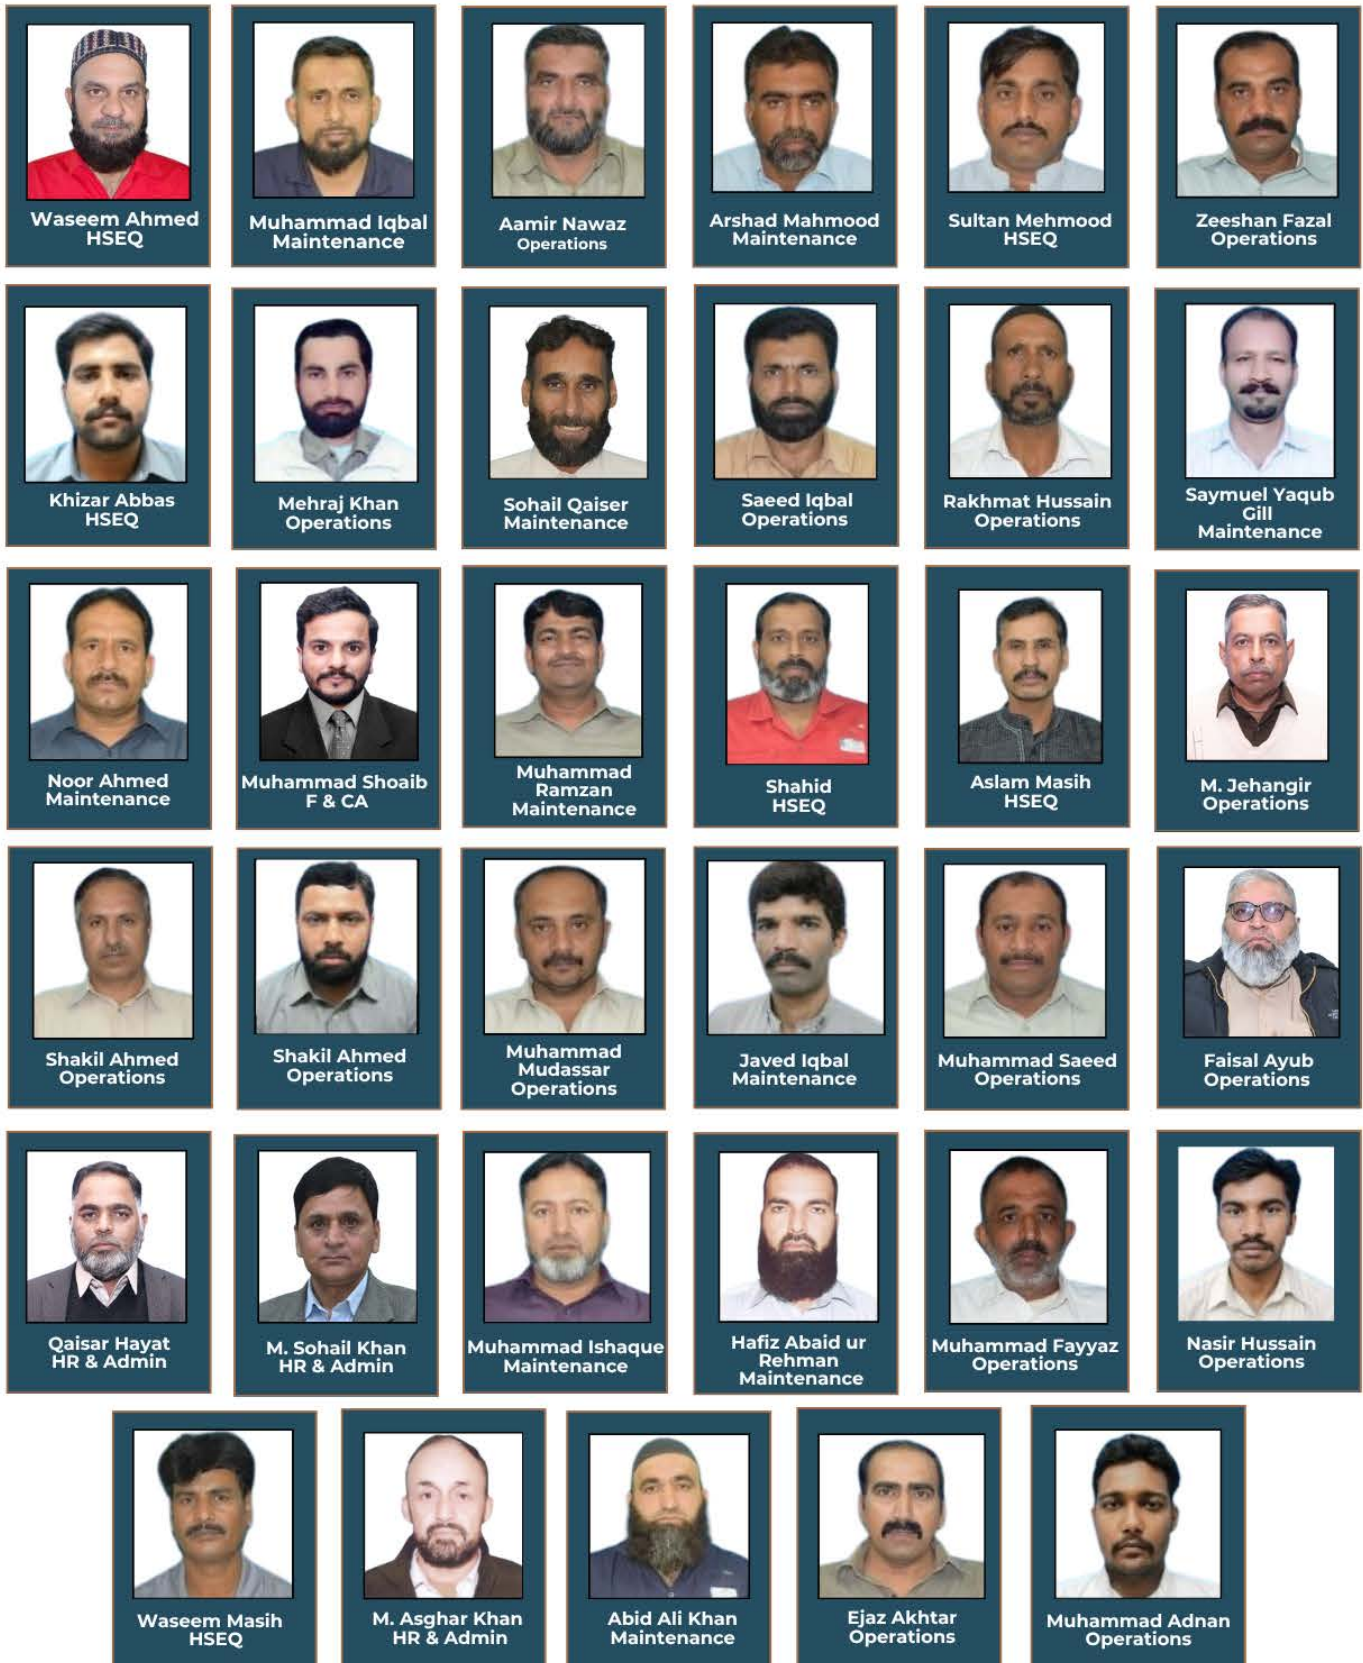 Waseem Ahmed
HSEQ
Muhammad Iqbal
Maintenance
Aamir Nawaz
Operations
Arshad Mahmood
Maintenance
Sultan Mehmood
HSEQ
Zeeshan Fazal
Operations
Khizar Abbas
HSEQ
Mehraj Khan
Operations
Sohail Qaiser
Maintenance
Saeed Iqbal
Operations
Rakhmat Hussain
Operations
Saymuel Yaqub
Gill
Maintenance
Noor Ahmed
Maintenance
Muhammad Shoaib
F & CA
Muhammad
Ramzan
Maintenance
Shahid
HSEQ
Aslam Masih
HSEQ
M. Jehangir
Operations
Shakil Ahmed
Operations
Shakil Ahmed
Operations
Muhammad
Mudassar
Operations
Javed Iqbal
Maintenance
Muhammad Saeed
Operations
Faisal Ayub
Operations
Qaisar Hayat
HR & Admin
M. Sohail Khan
HR & Admin
Muhammad Ishaque
Maintenance
Hafiz Abaid ur
Rehman
Maintenance
Muhammad Fayyaz
Operations
Nasir Hussain
Operations
Waseem Masih
HSEQ
M. Asghar Khan
HR & Admin
Abid Ali Khan
Maintenance
Ejaz Akhtar
Operations
Muhammad Adnan
Operations